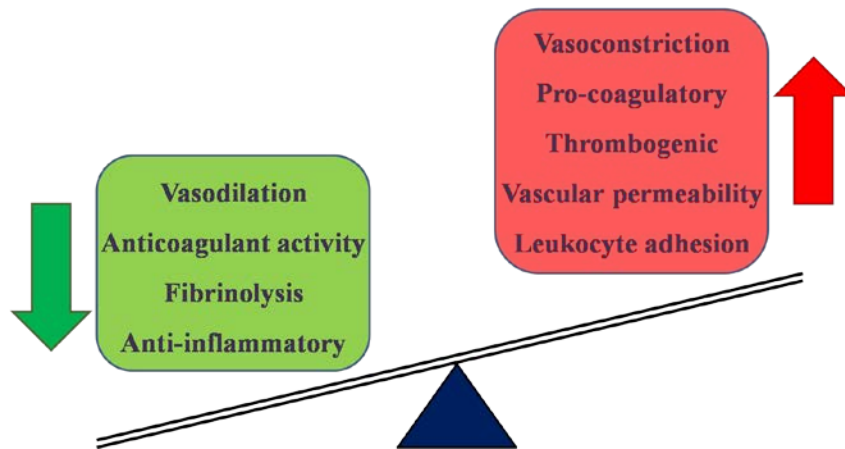 Vasoconstriction
Pro-coagulatory
Thrombogenic
Vascular permeability
Leukocyte adhesion
Vasodilation
Anticoagulant activity
Fibrinolysis
Anti-inflammatory